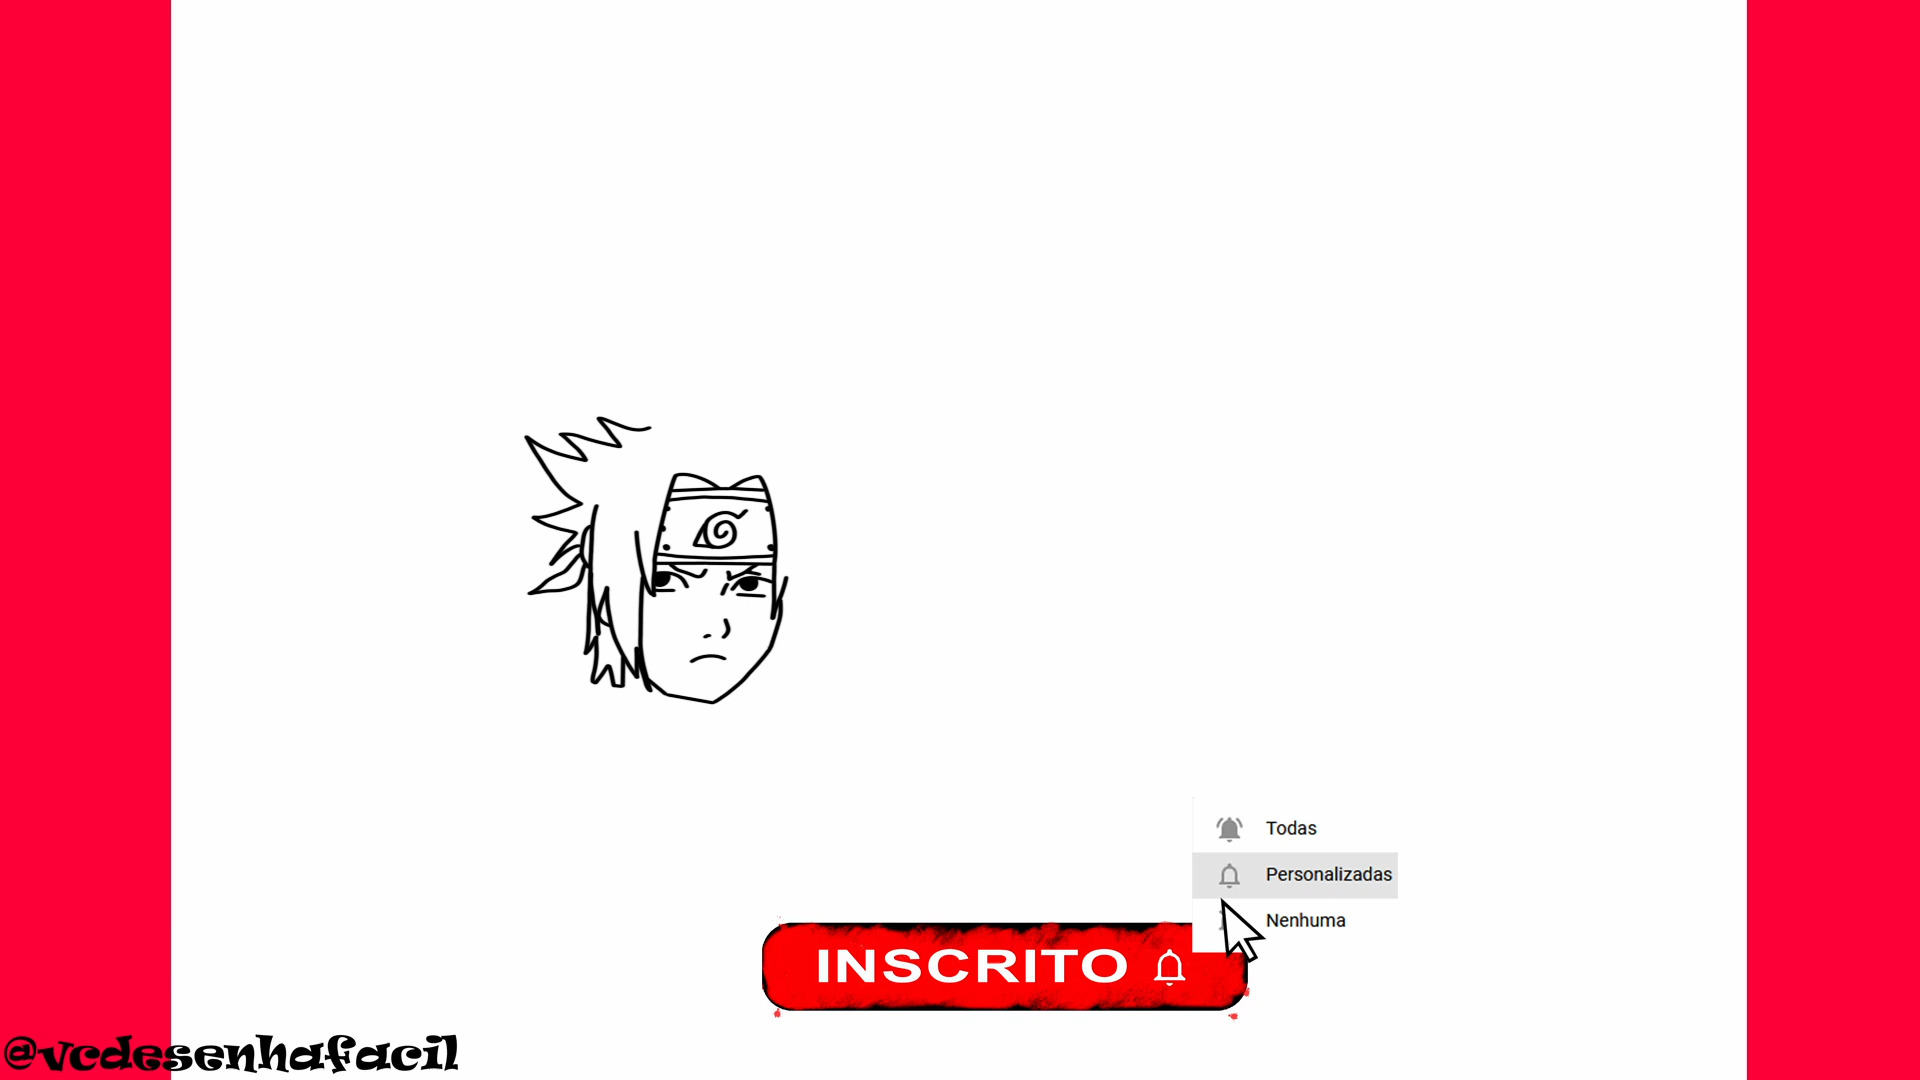 Todas
Personalizadas
Nenhuma
INSCRITO
@vcdesenhafacil